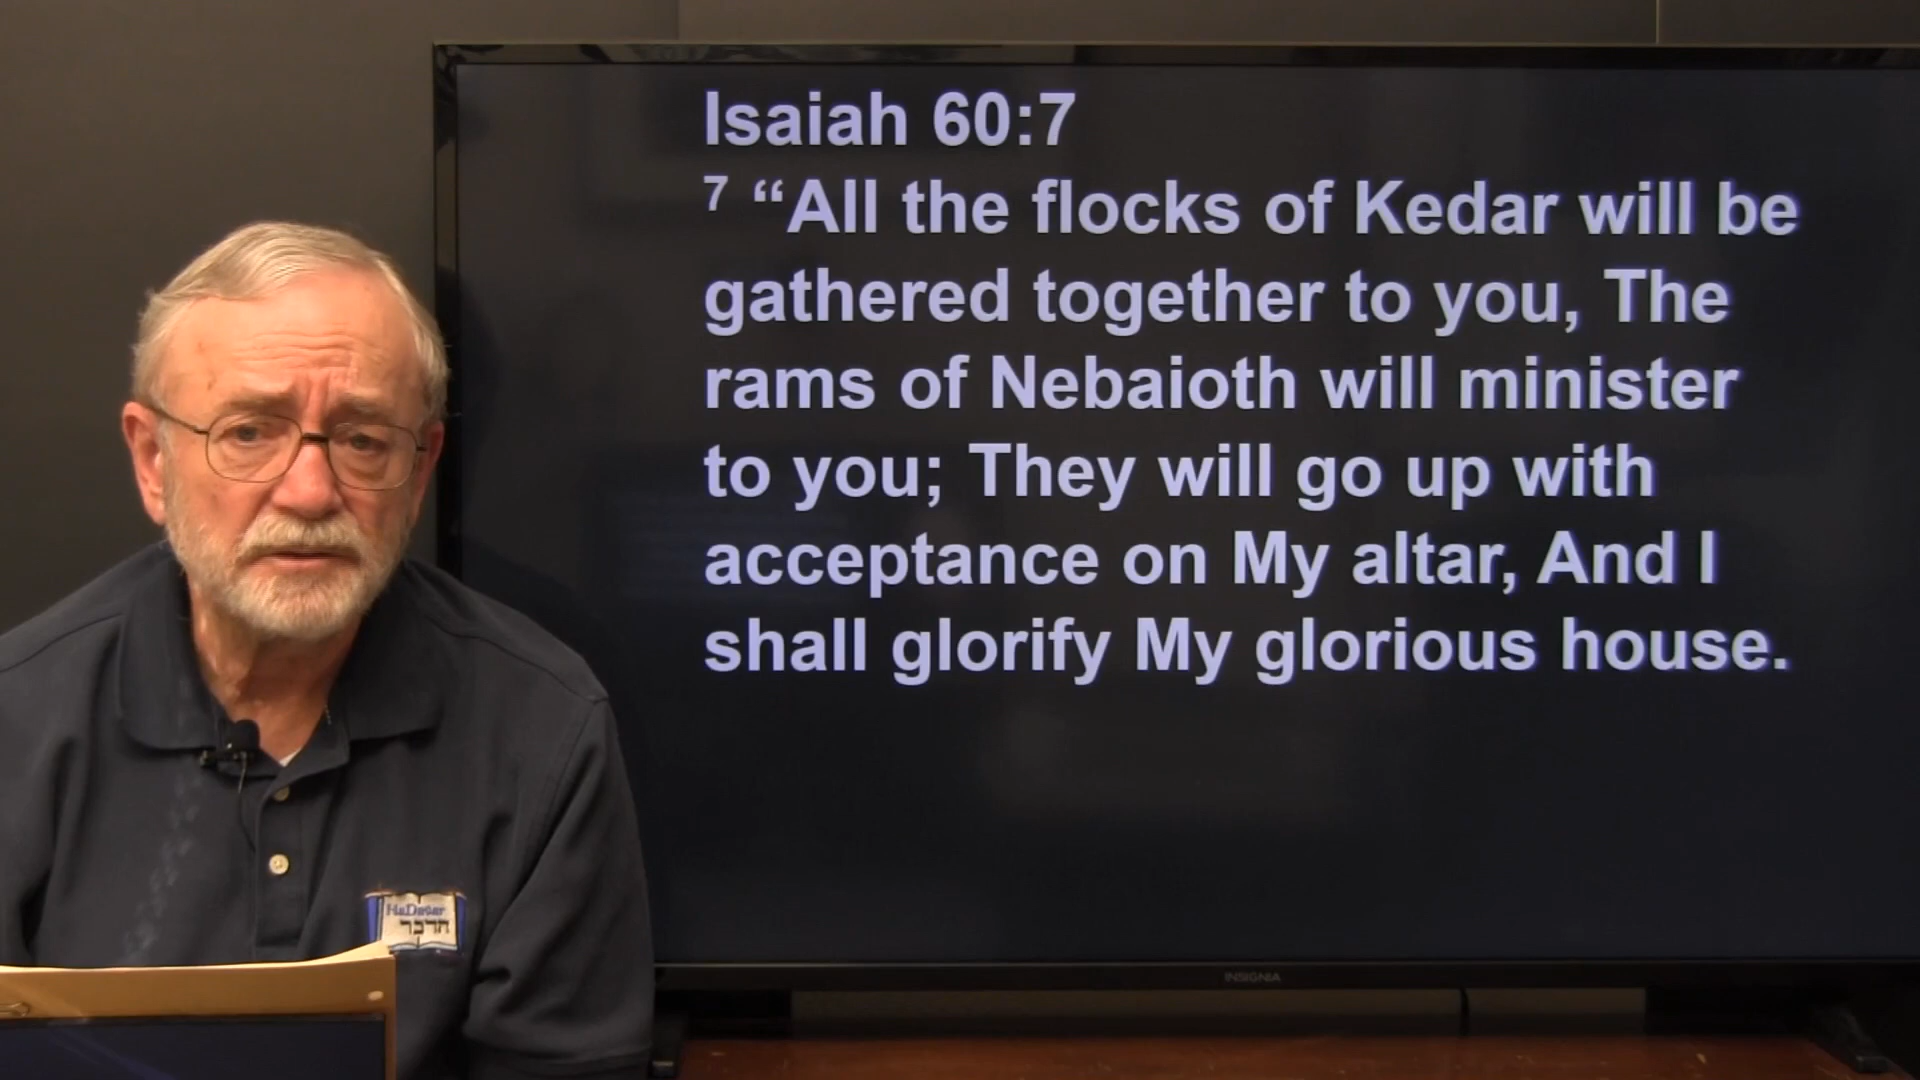 Isaiah 60:7
7 “All the flocks of Kedar will be
gathered together to you, The
rams of Nebaioth will minister
to you; They will go up with
acceptance on My altar, And I
shall glorify My glorious house.
HaDavar
הדבר
INSIGNIA